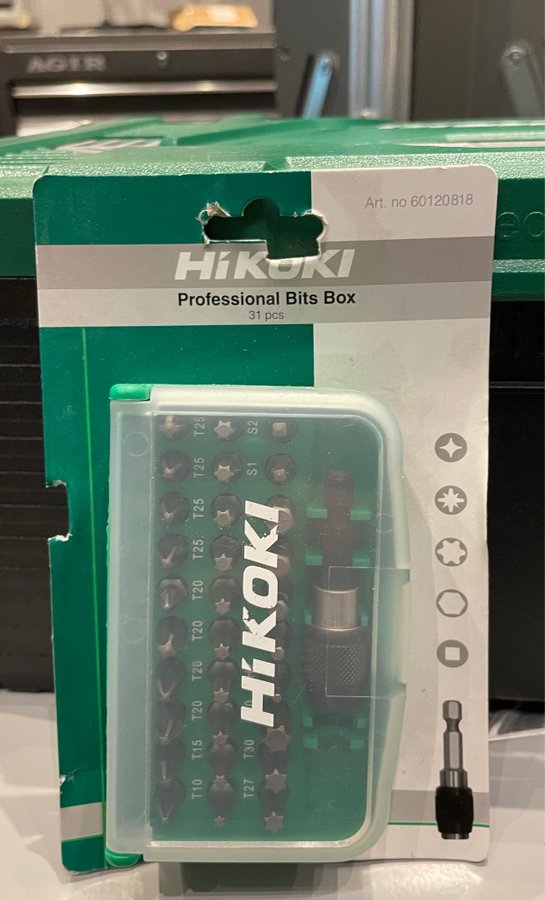 AG1R
Art. no 60120818
HiKOKI
Professional Bits Box
31 pcs
T25
S2
T25
S1
T25
T25
T20
T20
T20
T20
T15
T30
T10
T27
HiKOKI